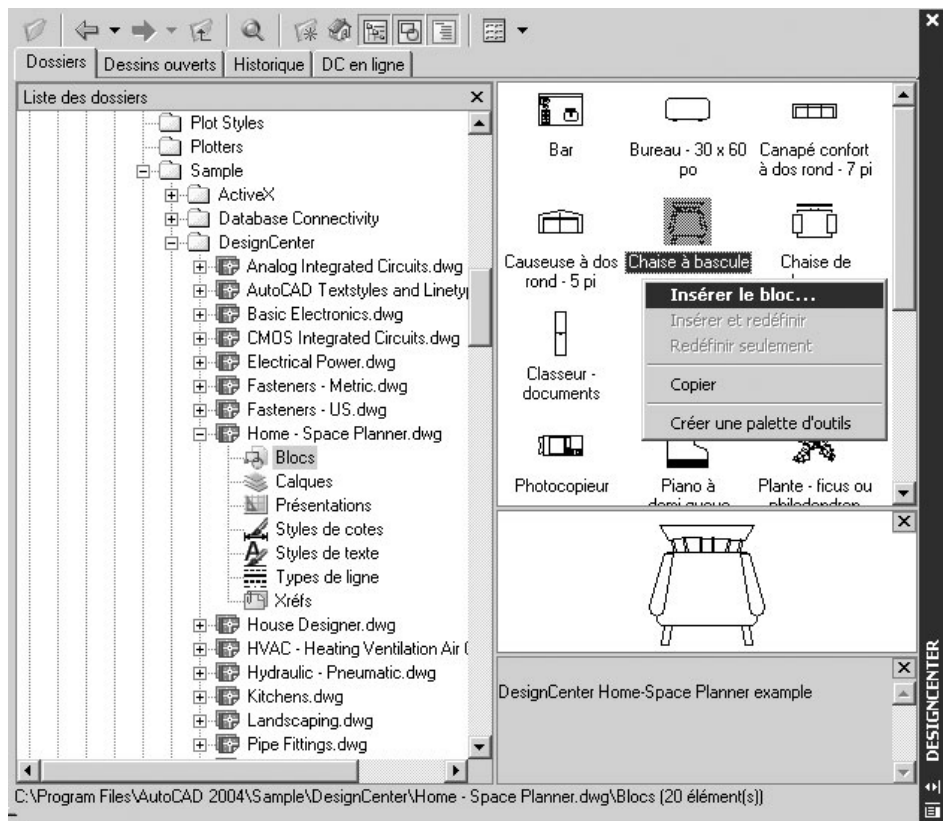 Dossiers
Dessins ouverts
Historique
DC en ligne
Liste des dossiers
Plot Styles
Plotters
Sample
ActiveX
Database Connectivity
DesignCenter
Analog Integrated Circuits.dwg
AutoCAD Textstyles and Linety
Basic Electronics.dwg
CMOS Integrated Circuits.dwg
Electrical Power.dwg
Fasteners - Metric.dwg
Fasteners - US.dwg
Home - Space Planner.dwg
Blocs
Calques
Présentations
Styles de cotes
Styles de texte
Types de ligne
Xréfs
House Designer.dwg
HVAC - Heating Ventilation Air
Hydraulic - Pneumatic.dwg
Kitchens.dwg
Landscaping.dwg
Pipe Fittings.dwg
Bar
Bureau - 30 x 60
po
Canapé confort
à dos rond - 7 pi
Causeuse à dos
rond - 5 pi
Chaise à bascule
Chaise de
Insérer le bloc...
Insérer et redéfinir
Redéfinir seulement
Copier
Créer une palette d'outils
Classeur -
documents
Photocopieur
Piano à
demi queue
Plante - ficus ou
philodendron
DesignCenter Home-Space Planner example
DESIGNCENTER
C:\Program Files\AutoCAD 2004\Sample\DesignCenter\Home - Space Planner.dwg\Blocs (20 élément(s))